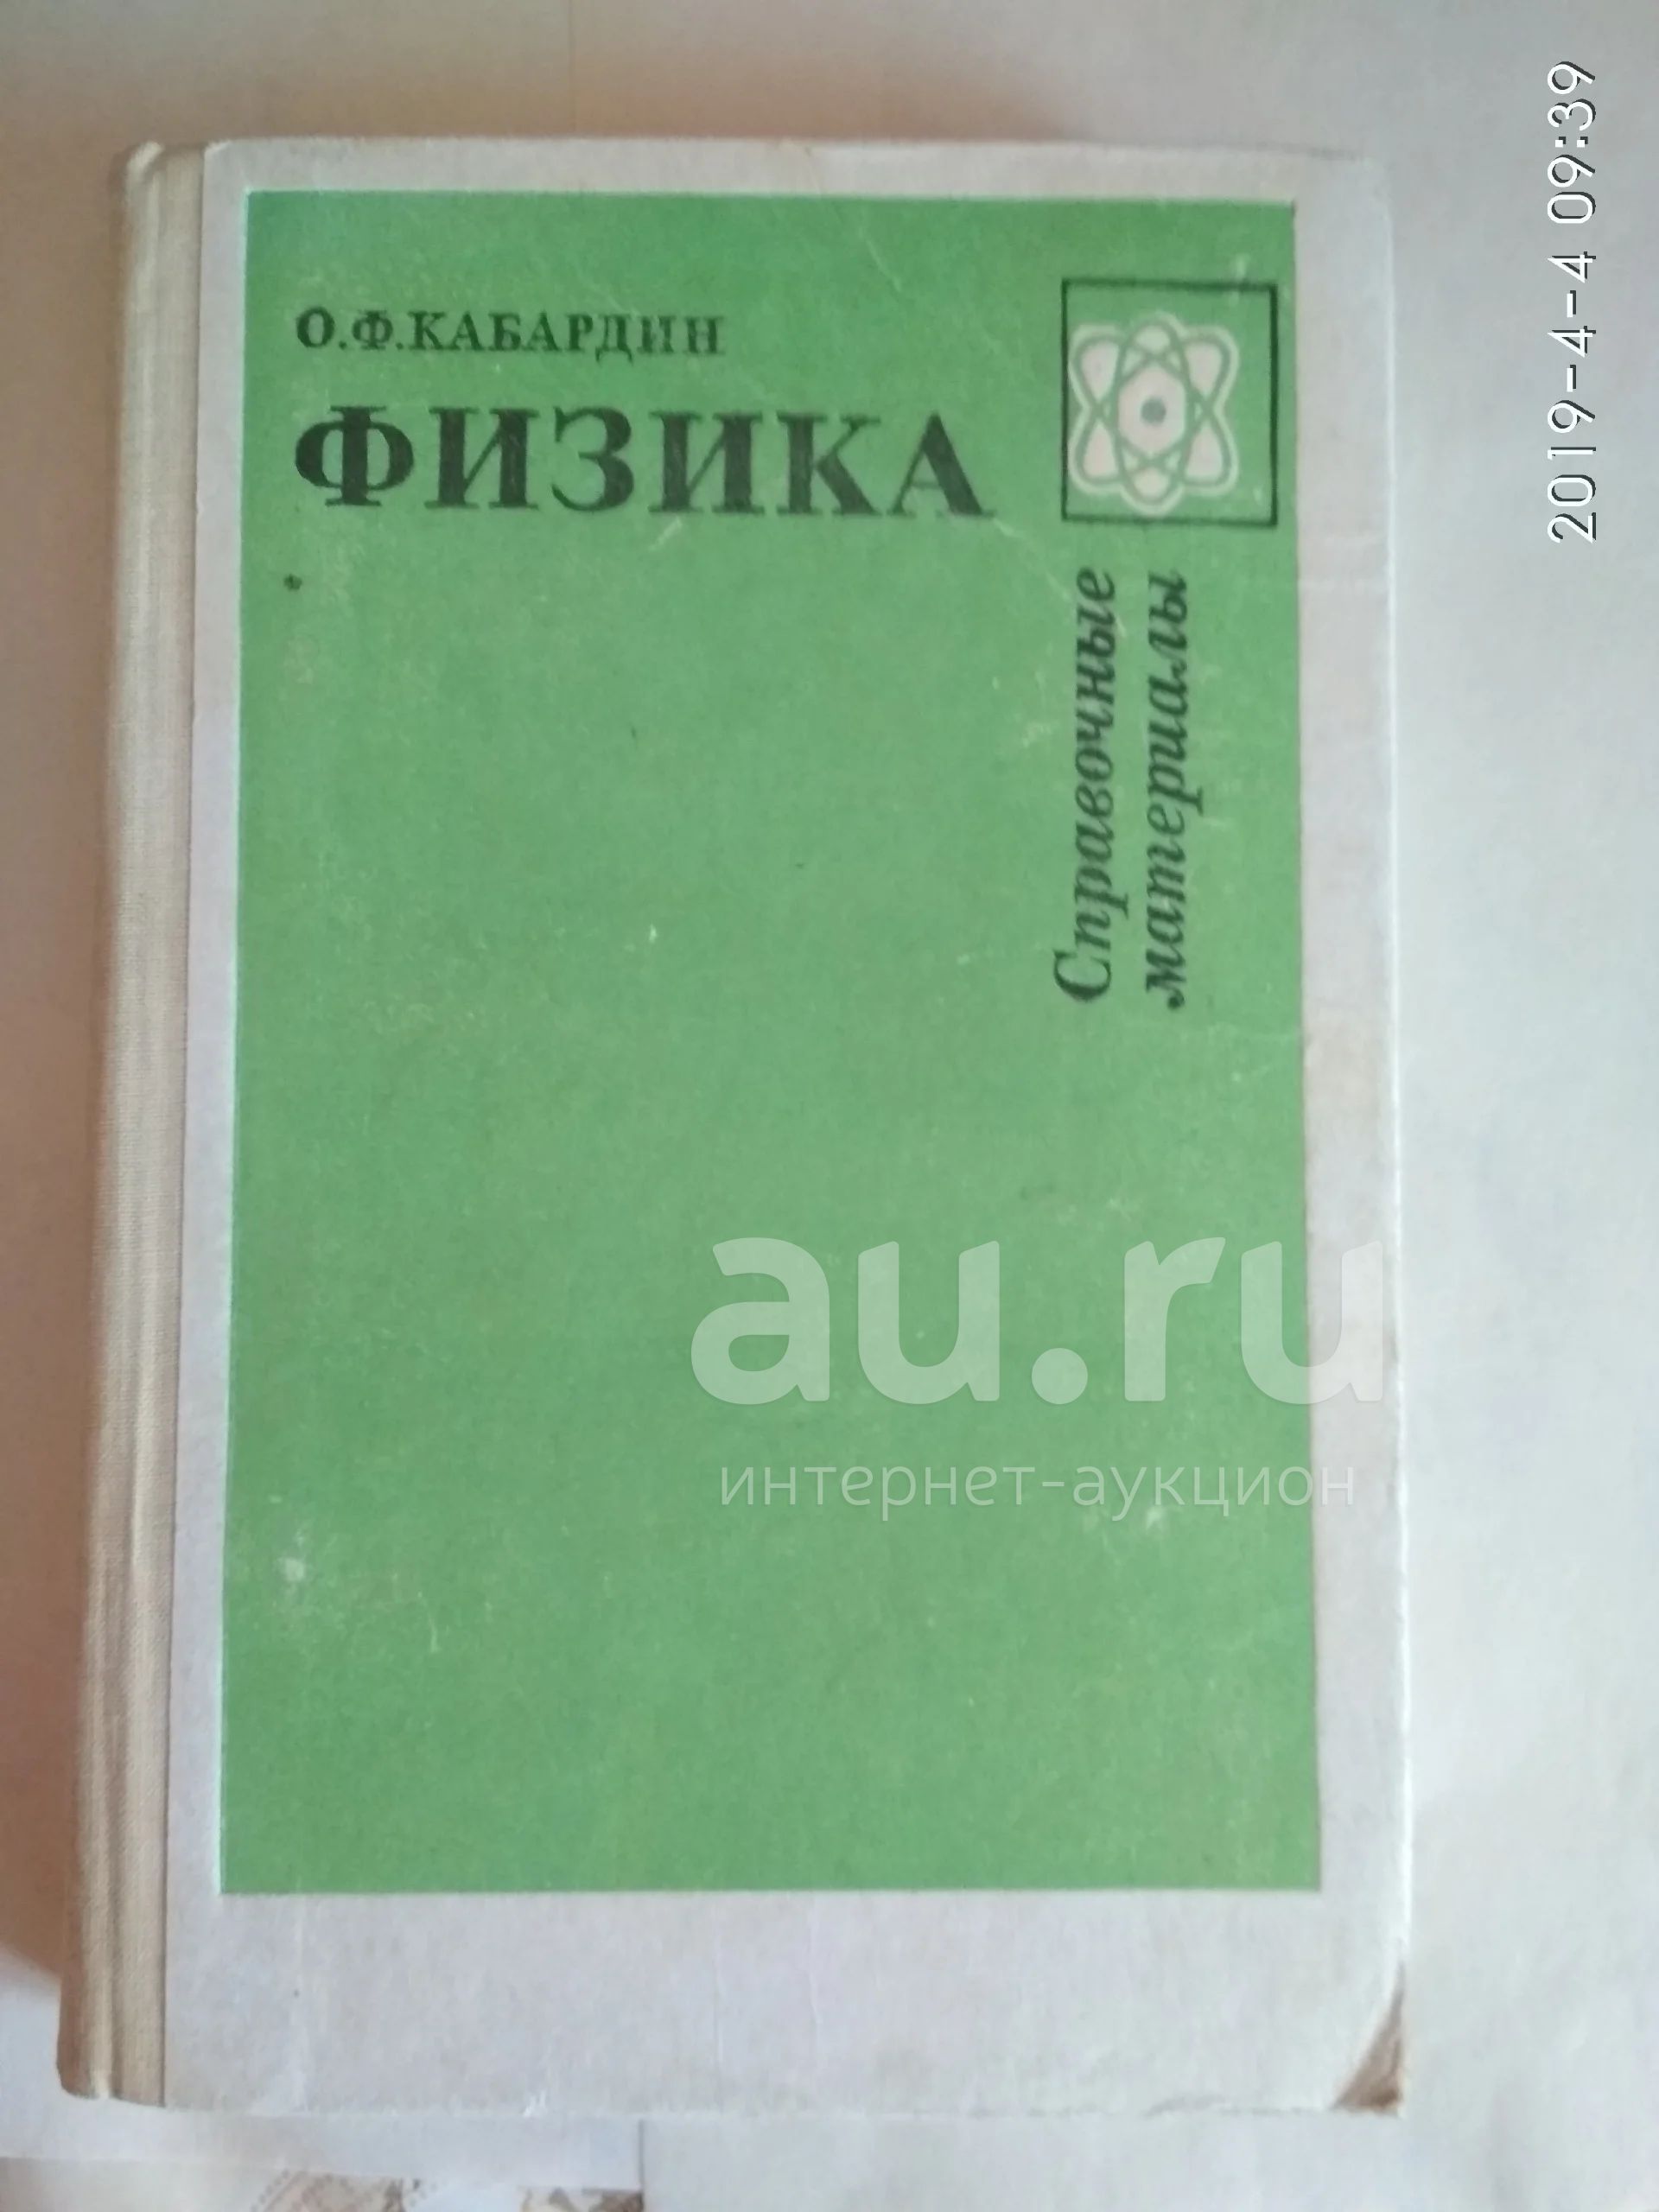 О.Ф.КАБАРДИН
ФИЗИКА
Справочные
материалы
2019-4-4 09:39
au.ru
интернет-аукцион